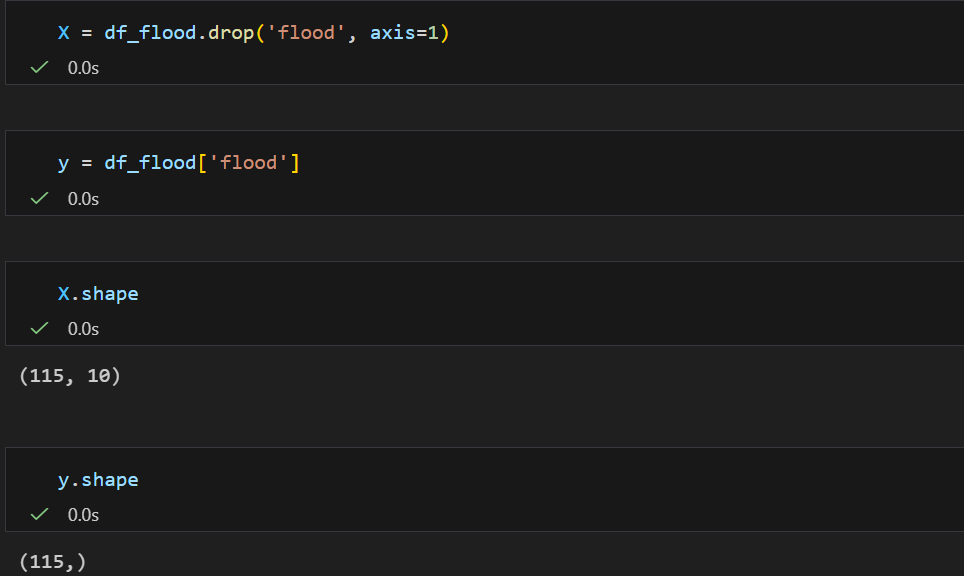 X = df_flood.drop('flood', axis=1)
0.0s
y = df_flood['flood']
0.0s
X.shape
0.0s
(115, 10)
y.shape
0.0s
(115,)